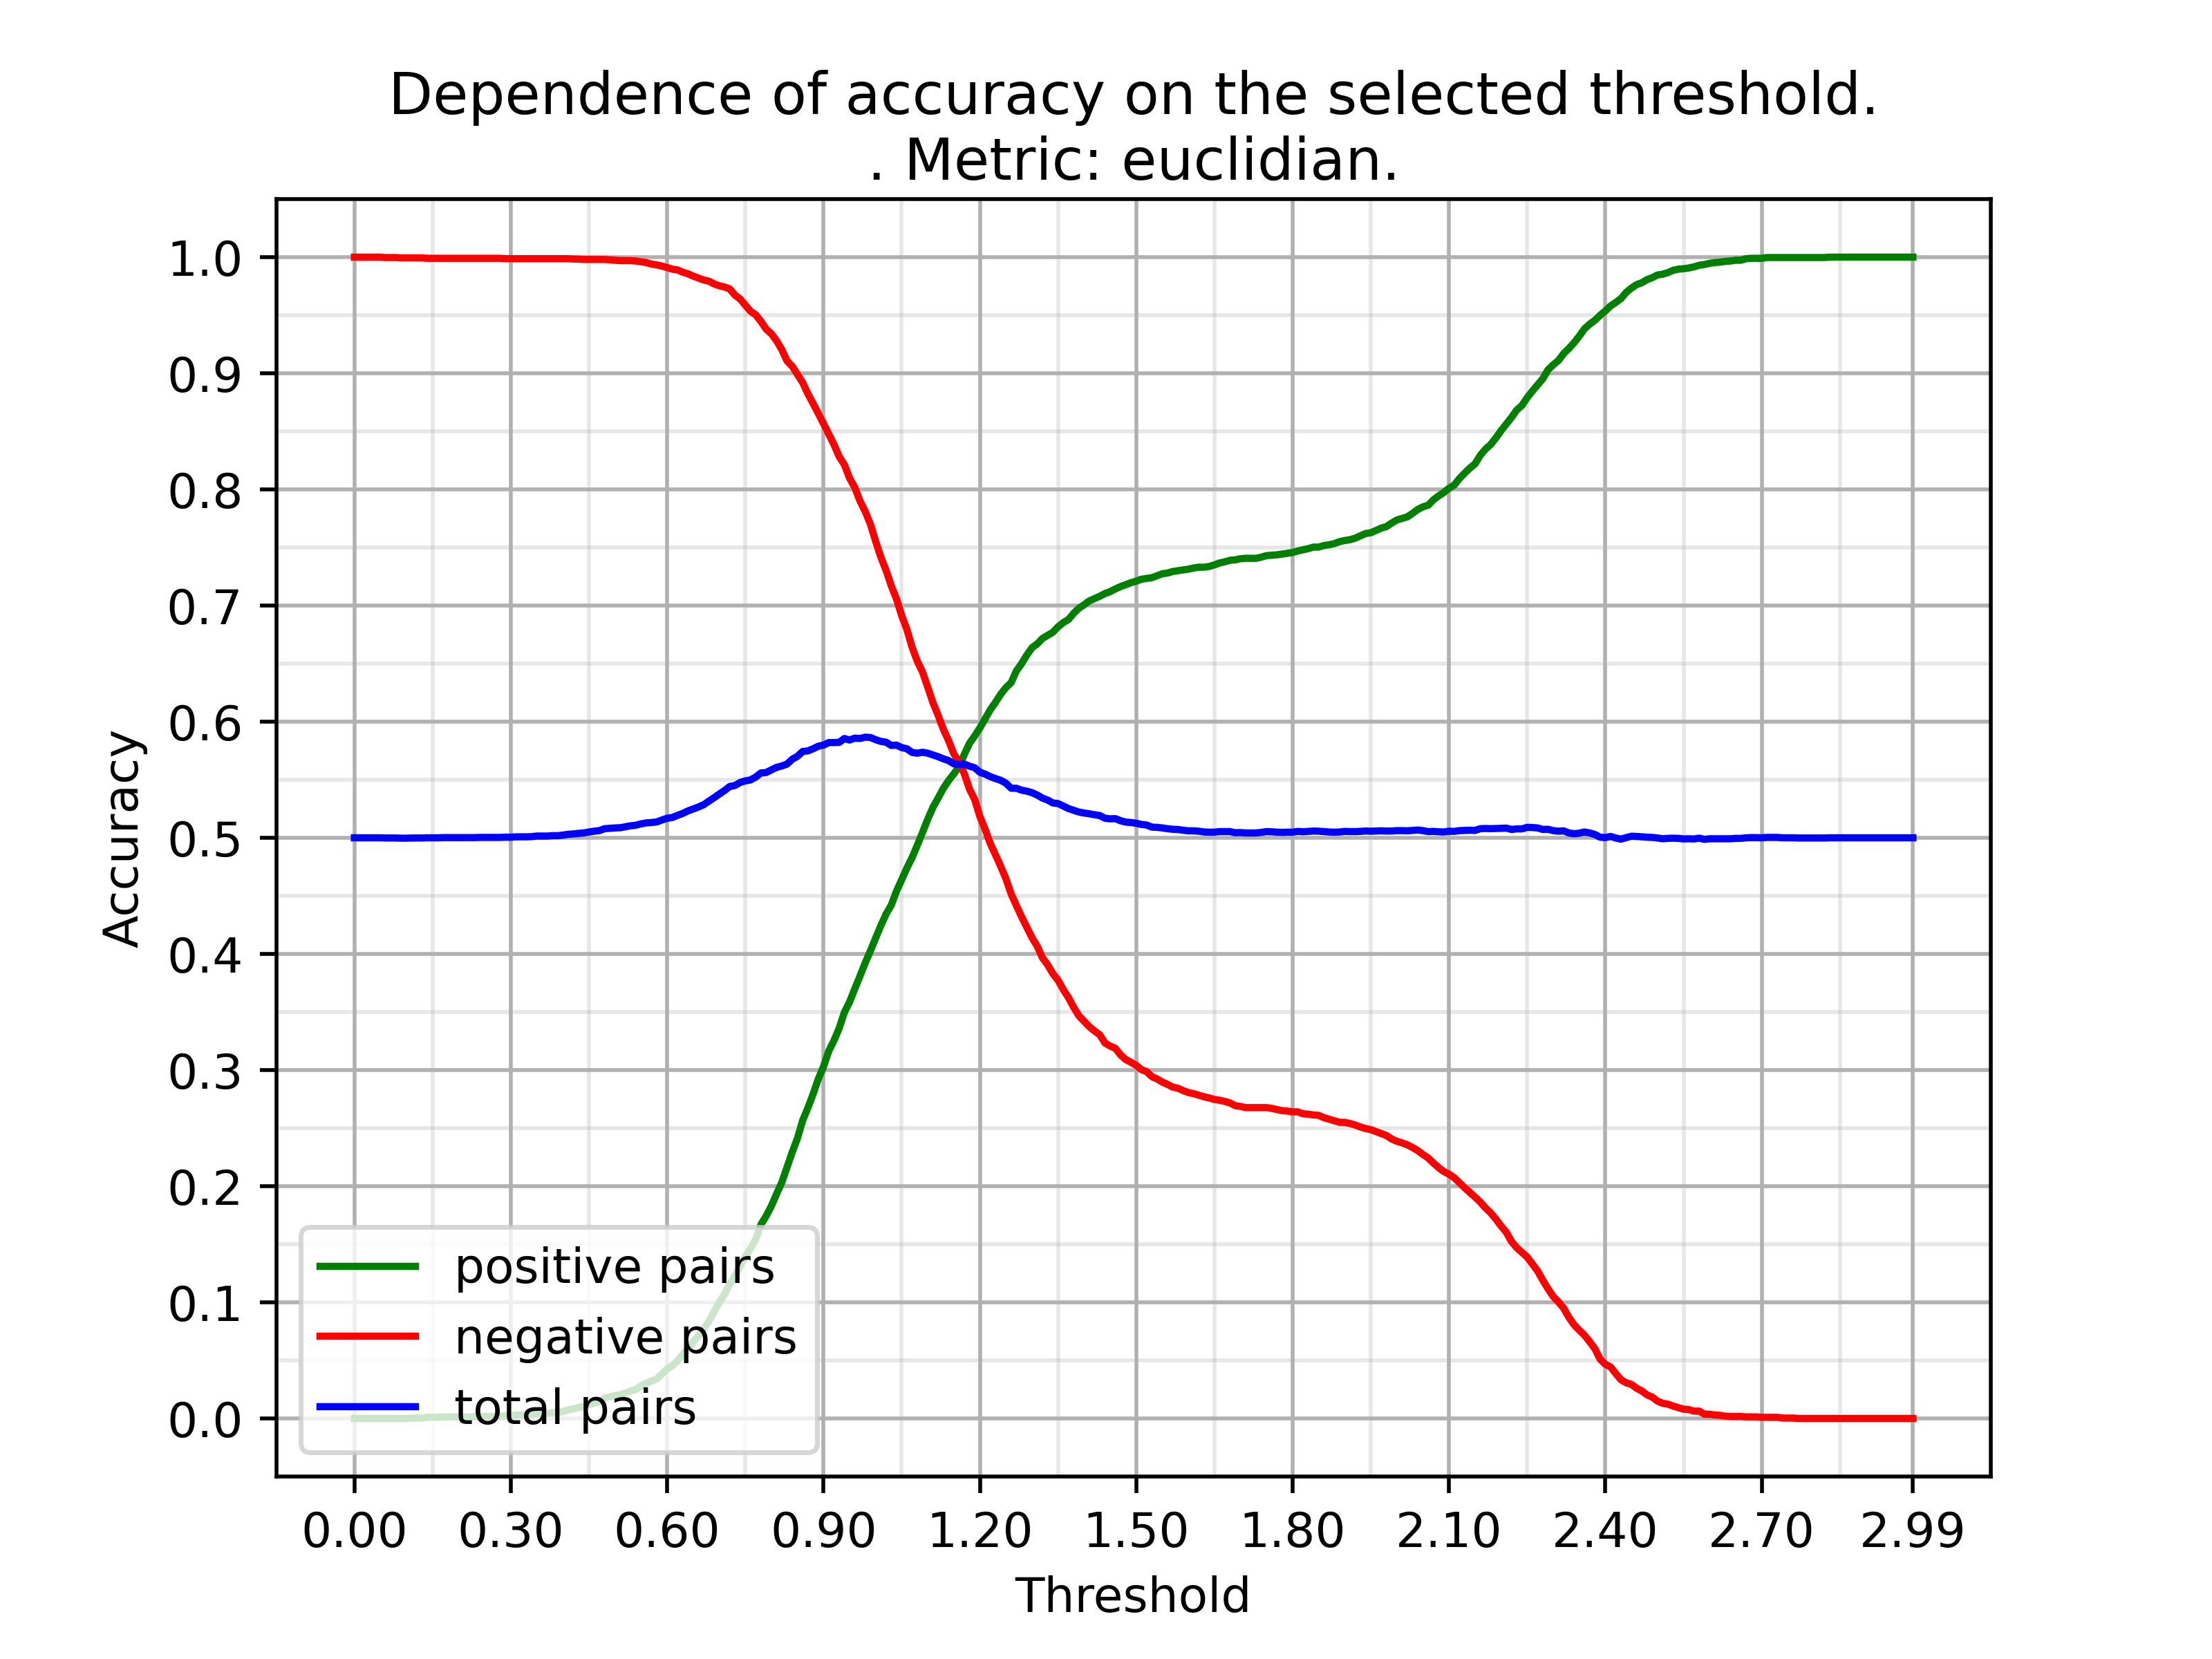 Dependence of accuracy on the selected threshold.
. Metric: euclidian.
1.0
0.9
0.8
0.7
0.6
0.5
0.4
0.3
0.2
0.1
0.0
Accuracy
positive pairs
negative pairs
total pairs
0.00 0.30 0.60 0.90 1.20 1.50 1.80 2.10 2.40 2.70 2.99
Threshold